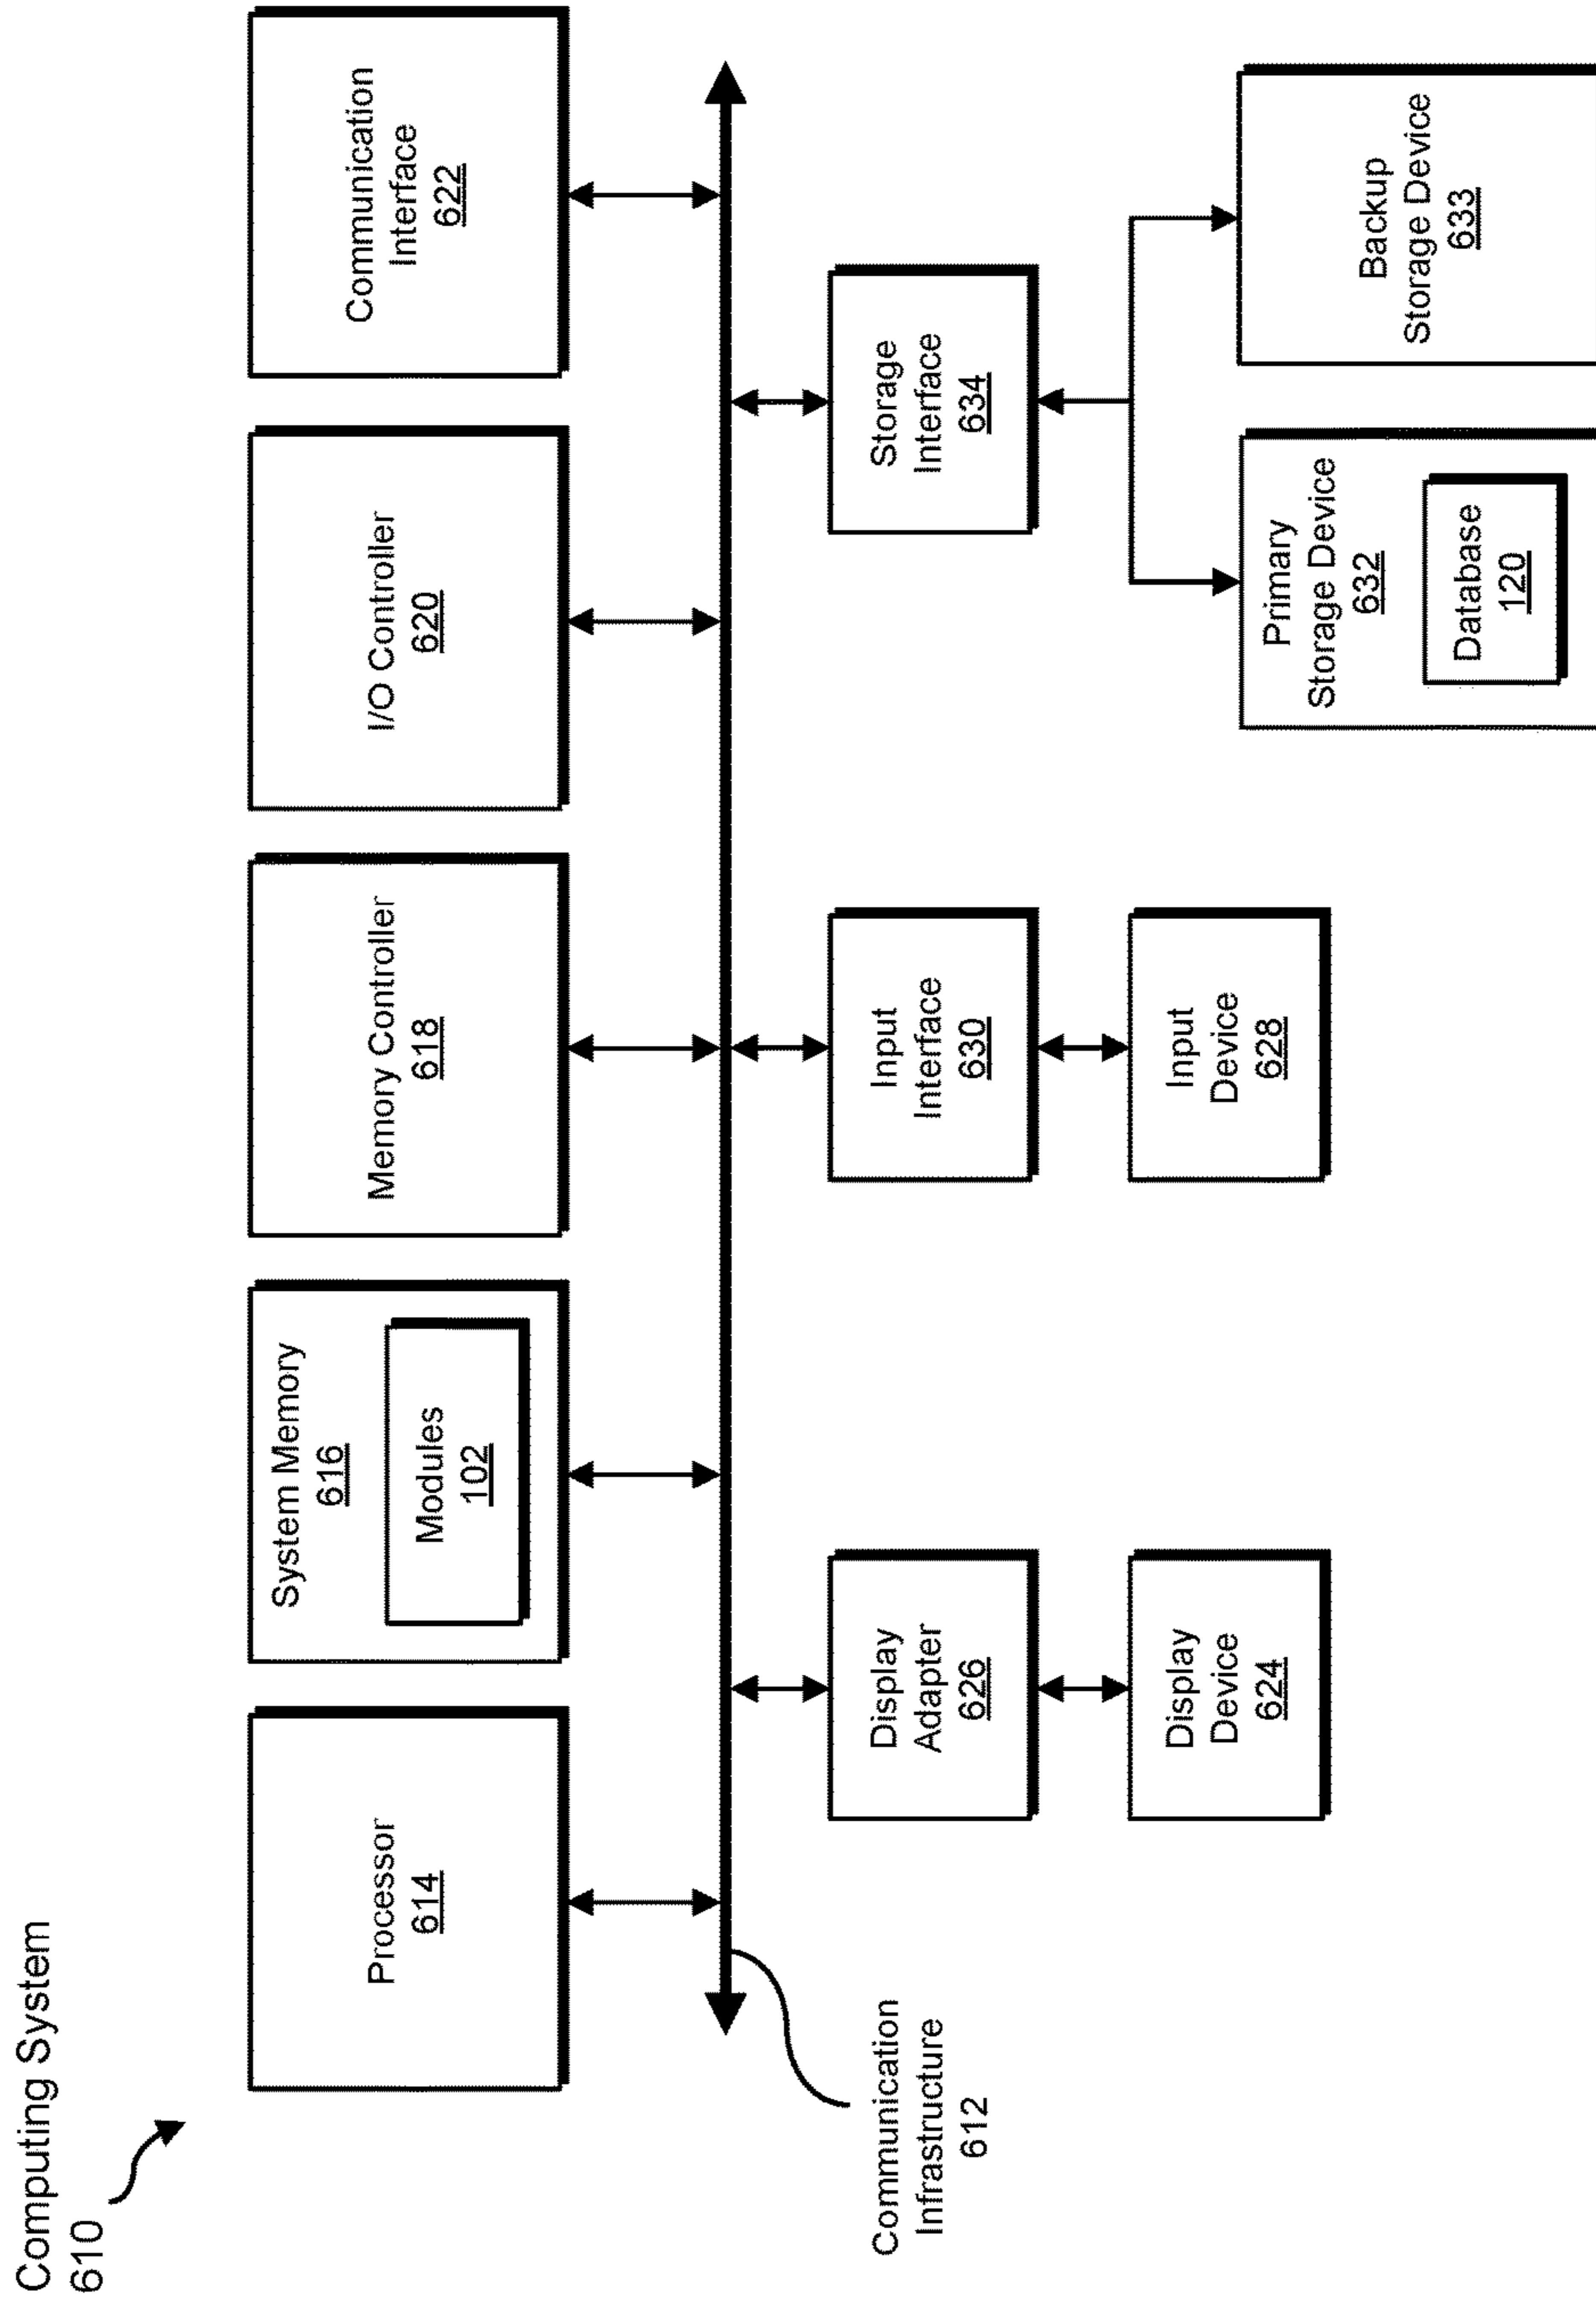 Computing System
610
Processor
614
System Memory
616
Modules
102
Memory Controller
618
I/O Controller
620
Communication
Interface
622
Communication
Infrastructure
612
Display
Adapter
626
Input
Interface
630
Storage
Interface
634
Display
Device
624
Input
Device
628
Primary
Storage Device
632
Database
120
Backup
Storage Device
633